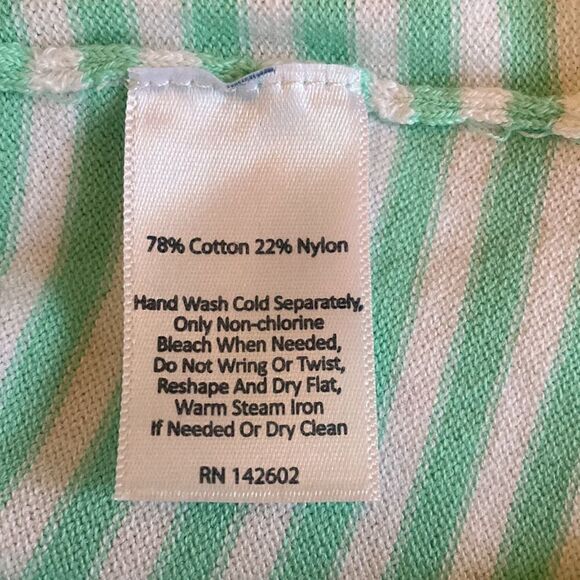 78% Cotton 22% Nylon
Hand Wash Cold Separately,
Only Non-chlorine
Bleach When Needed,
Do Not Wring Or Twist,
Reshape And Dry Flat,
Warm Steam Iron
If Needed Or Dry Clean
RN 142602